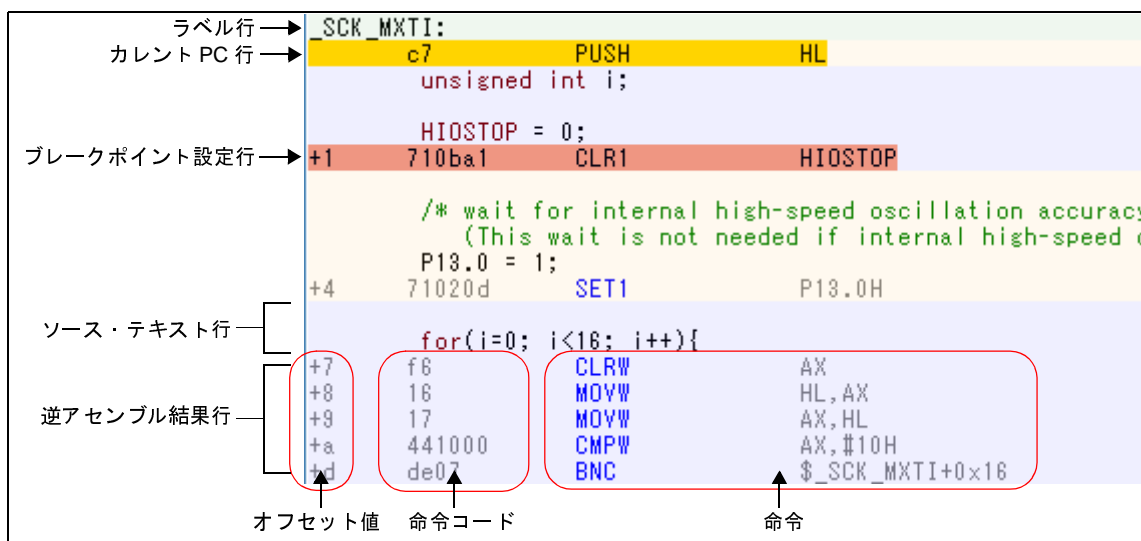 ラベル行 _SCK_MXTI:
カレント PC 行 c7 PUSH HL
unsigned int i;
HIOSTOP = 0;
ブレークポイント設定行 +1 710ba1 CLR1 HIOSTOP
/* wait for internal high-speed oscillation accuracy
(This wait is not needed if internal high-speed
P13.0 = 1;
+4 71020d SET1 P13.0H
ソース・テキスト行
for(i=0; i<16; i++){
+7 f6 CLRW AX
+8 16 MOVW HL,AX
+9 17 MOVW AX,HL
逆アセンブル結果行
+a 441000 CMPW AX,#10H
+d de07 BNC $_SCK_MXTI+0x16
オフセット値 命令コード 命令